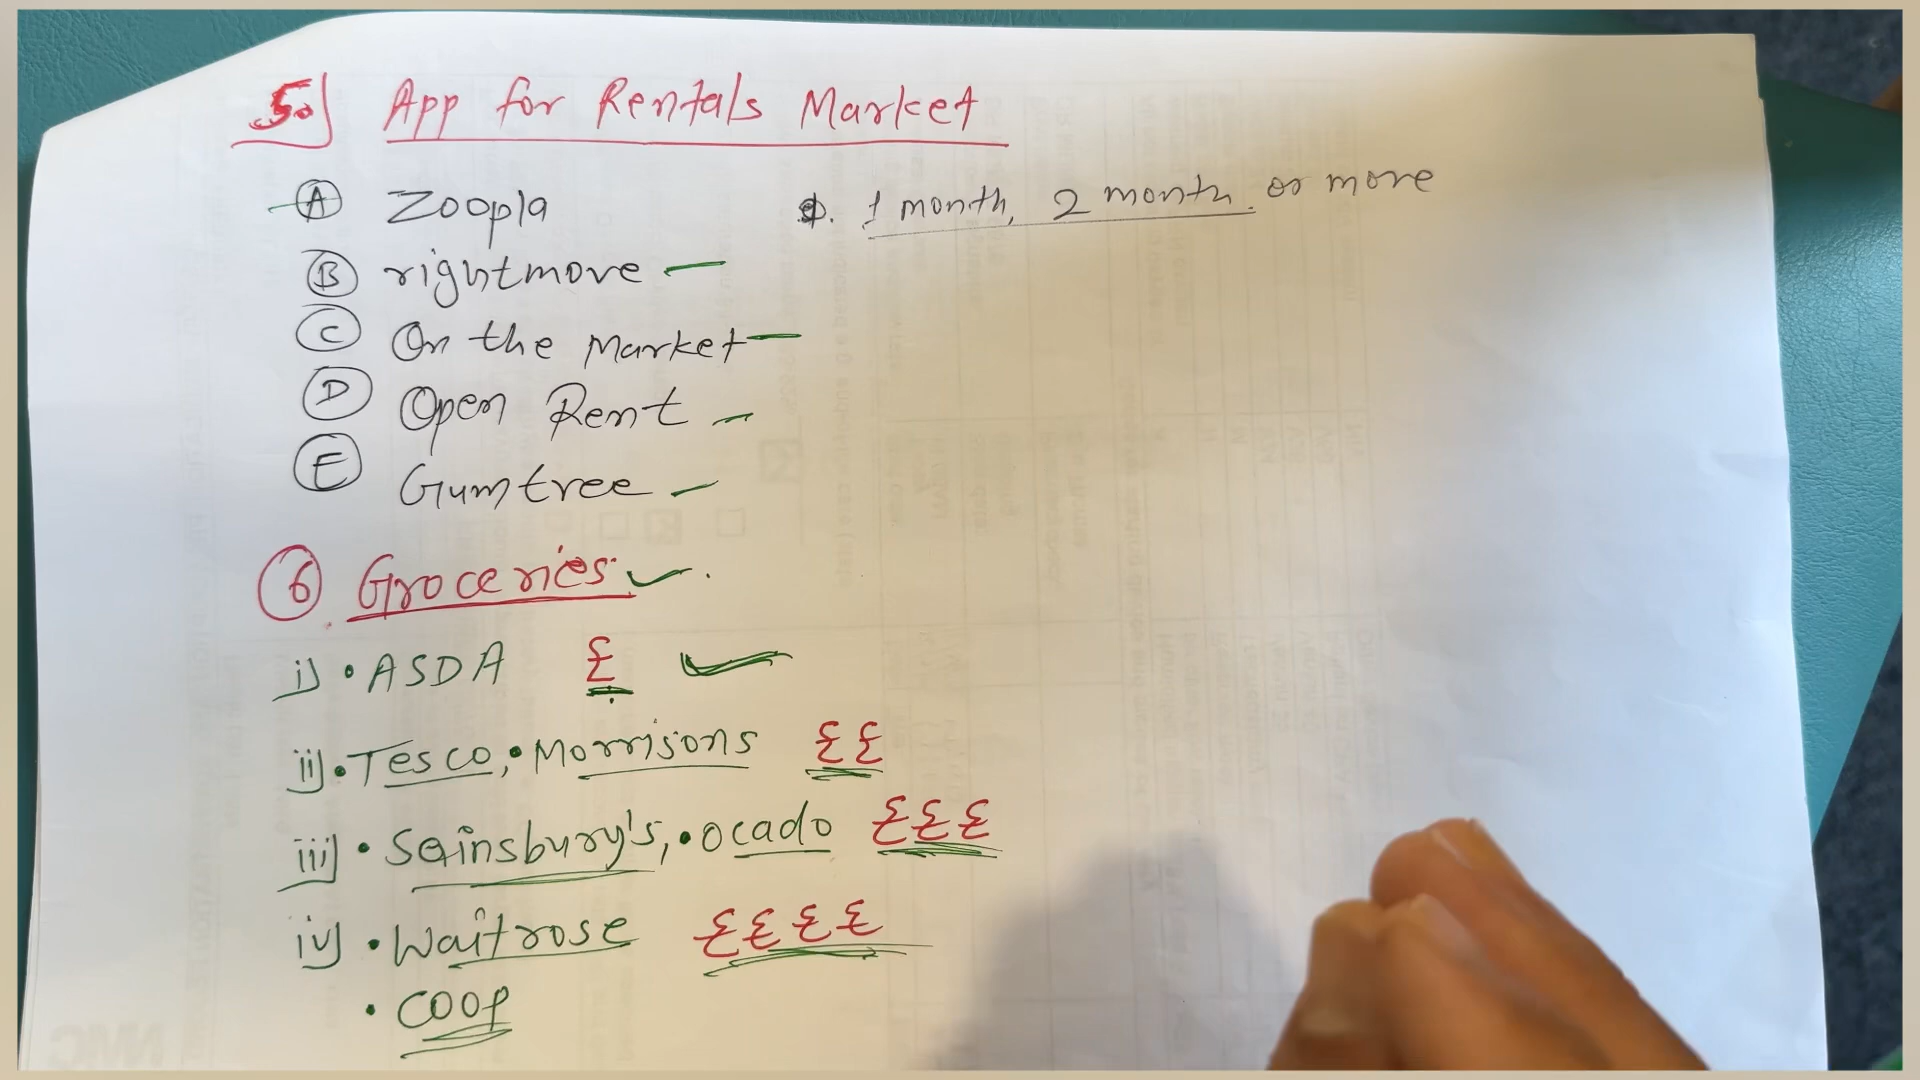 5. App for Rentals Market
A Zoopla 1 month, 2 month. or more
B rightmove
C On the Market
D Open Rent
E Gumtree
6 Groceries
i) • ASDA £
ii) • Tesco, • Morrisons ££
iii) • Sainsbury's, • ocado £££
iv) • Waitrose ££££
• COOP